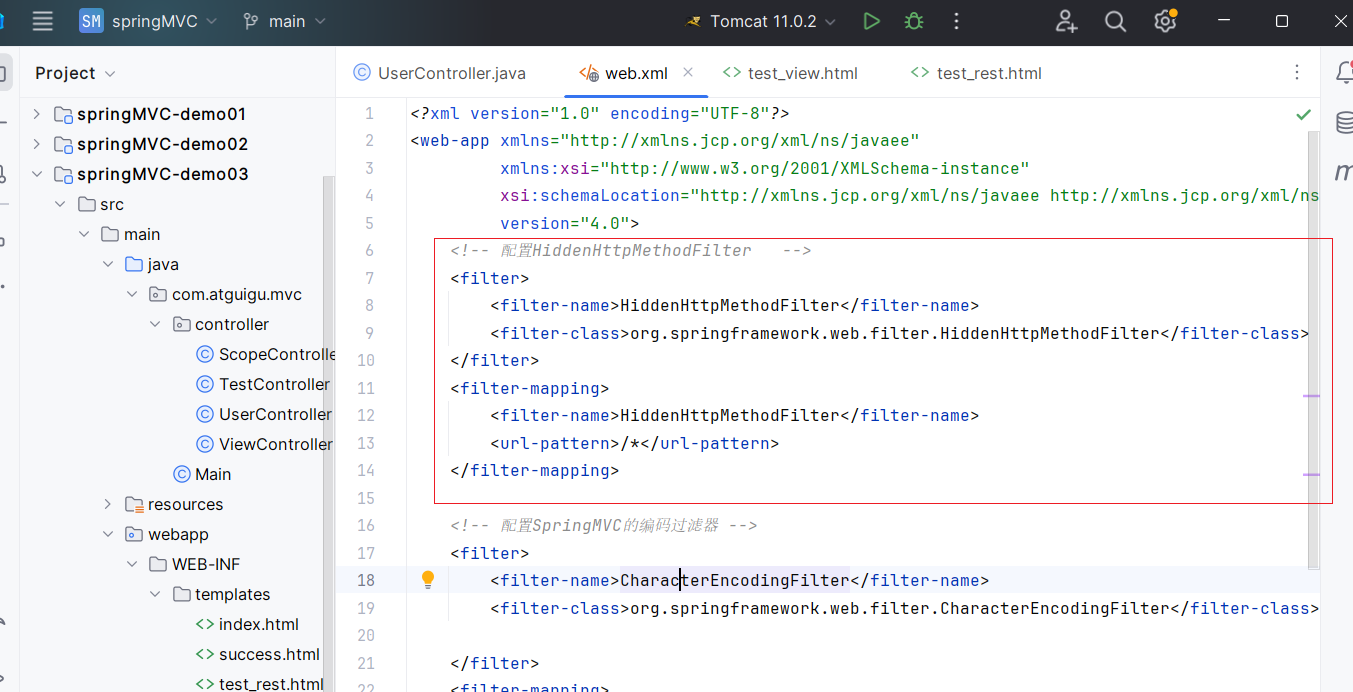 SM springMVC main Tomcat 11.0.2
Project
UserController.java web.xml test_view.html test_rest.html
springMVC-demo01
springMVC-demo02
springMVC-demo03
src
main
java
com.atguigu.mvc
controller
ScopeControlle
TestController
UserController
ViewController
Main
resources
webapp
WEB-INF
templates
index.html
success.html
test_rest.html
1 <?xml version="1.0" encoding="UTF-8"?>
2 <web-app xmlns="http://xmlns.jcp.org/xml/ns/javaee"
3 xmlns:xsi="http://www.w3.org/2001/XMLSchema-instance"
4 xsi:schemaLocation="http://xmlns.jcp.org/xml/ns/javaee http://xmlns.jcp.org/xml/ns
5 version="4.0">
6 <!-- 配置HiddenHttpMethodFilter -->
7 <filter>
8 <filter-name>HiddenHttpMethodFilter</filter-name>
9 <filter-class>org.springframework.web.filter.HiddenHttpMethodFilter</filter-class>
10 </filter>
11 <filter-mapping>
12 <filter-name>HiddenHttpMethodFilter</filter-name>
13 <url-pattern>/*</url-pattern>
14 </filter-mapping>
15
16 <!-- 配置SpringMVC的编码过滤器 -->
17 <filter>
18 <filter-name>CharacterEncodingFilter</filter-name>
19 <filter-class>org.springframework.web.filter.CharacterEncodingFilter</filter-class>
20
21 </filter>
22 <filter-mapping>